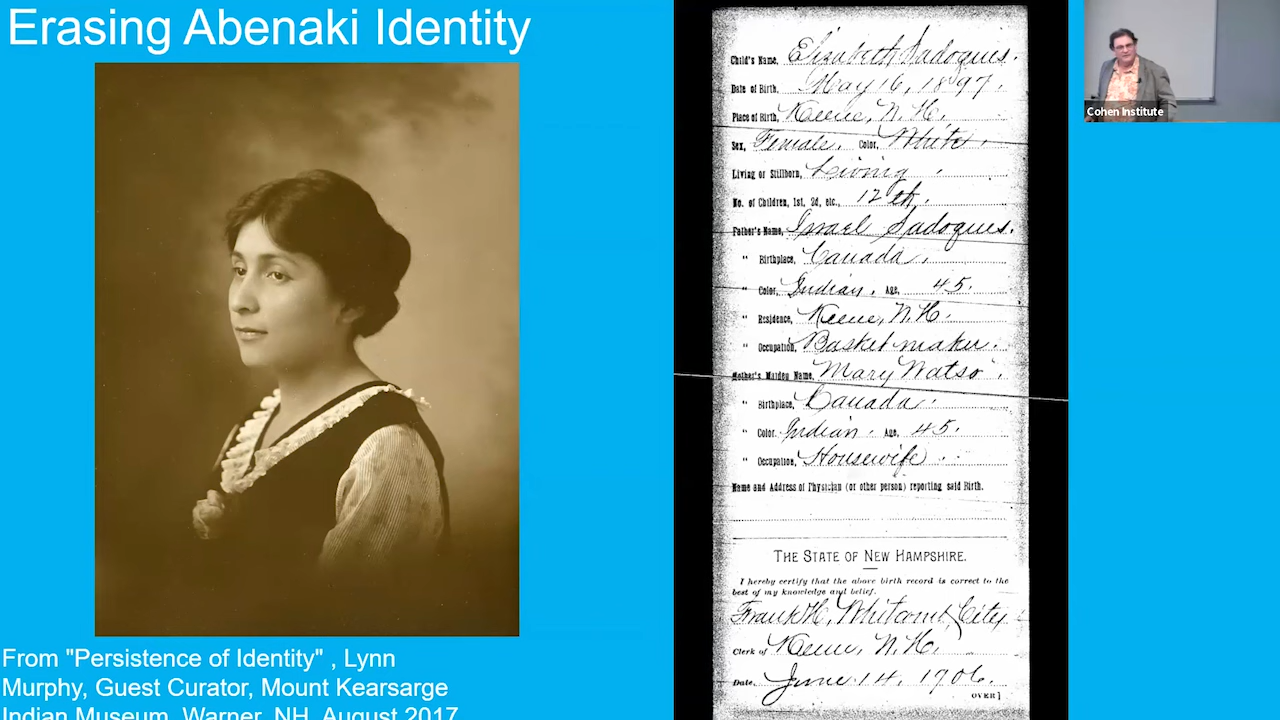 Erasing Abenaki Identity
From "Persistence of Identity" , Lynn
Murphy, Guest Curator, Mount Kearsarge
Indian Museum, Warner, NH, August 2017
Child's Name, Elisabeth Sadoques.
Date of Birth, May 16, 1897.
Place of Birth, Keene, N. H.
Sex, Female. Color, White.
Living or Stillborn, Living
No. of Children, 1st, 2d, etc., 12th.
Father's Name, Israel Sadoques.
" Birthplace, Canada.
" Color, Indian. Age, 45.
" Residence, Keene, N. H.
" Occupation, Basket maker.
Mother's Maiden Name, Mary Watso.
" Birthplace, Canada.
" Color, Indian. Age, 45.
" Occupation, Housewife.
Name and Address of Physician (or other person) reporting said Birth.
THE STATE OF NEW HAMPSHIRE.
I hereby certify that the above birth record is correct to the
best of my knowledge and belief.
Frank H. Whitcomb City
Clerk of Keene, N. H.
Date, June 14, 1906.
OVER]
Cohen Institute